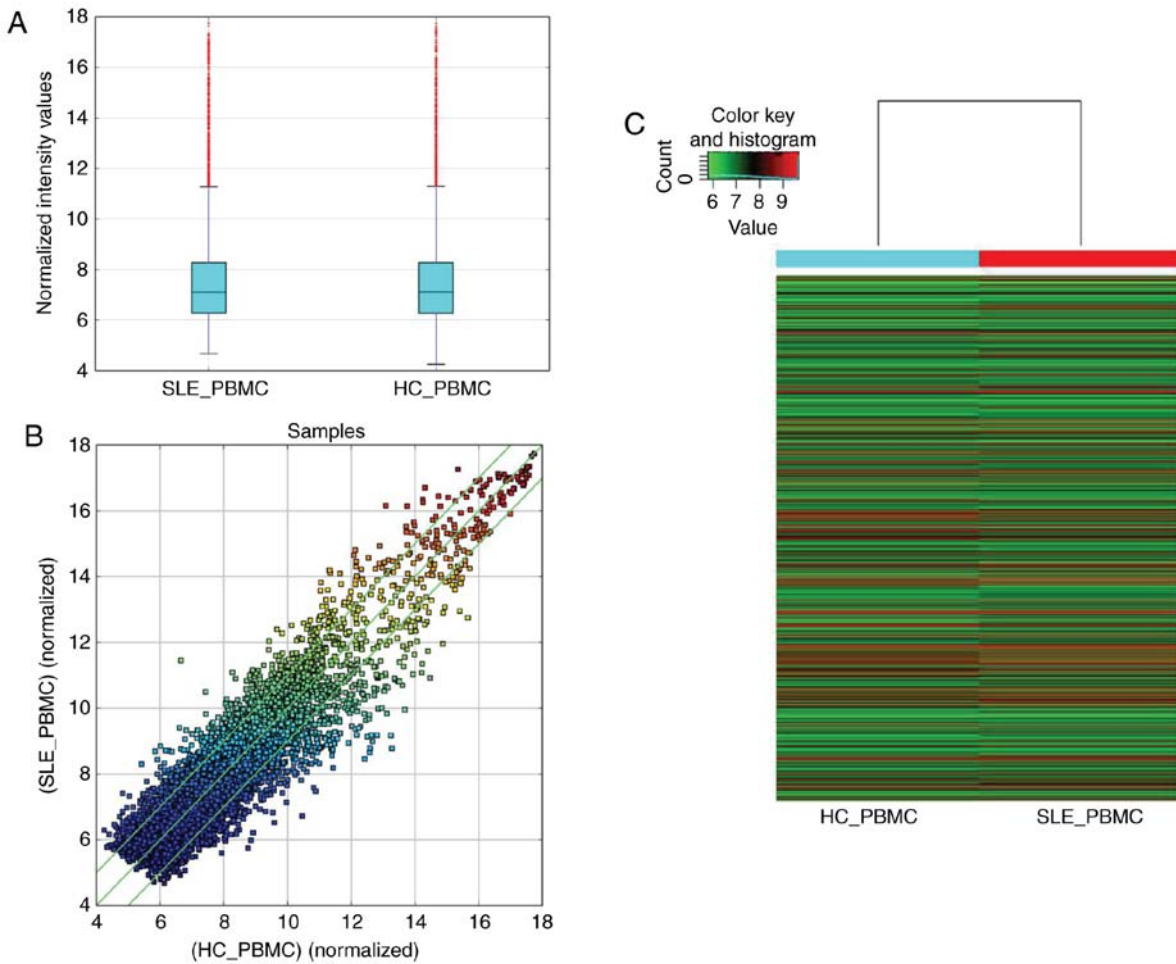 A
Normalized intensity values
18
16
14
12
10
8
6
4
SLE_PBMC
HC_PBMC
B
Samples
(SLE_PBMC) (normalized)
18
16
14
12
10
8
6
4
4
6
8
10
12
14
16
18
(HC_PBMC) (normalized)
C
Color key
and histogram
Count
0
6
7
8
9
Value
HC_PBMC
SLE_PBMC